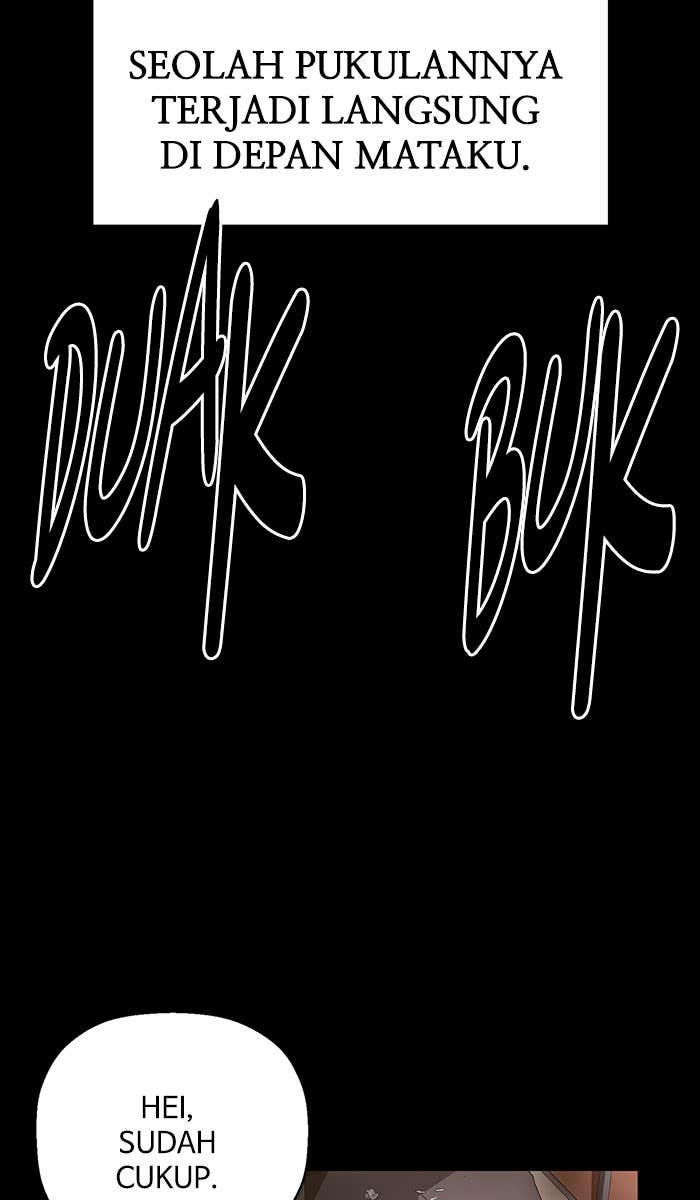 SEOLAH PUKULANNYA
TERJADI LANGSUNG
DI DEPAN MATAKU.
DUAK
BUK
HEI,
SUDAH
CUKUP.